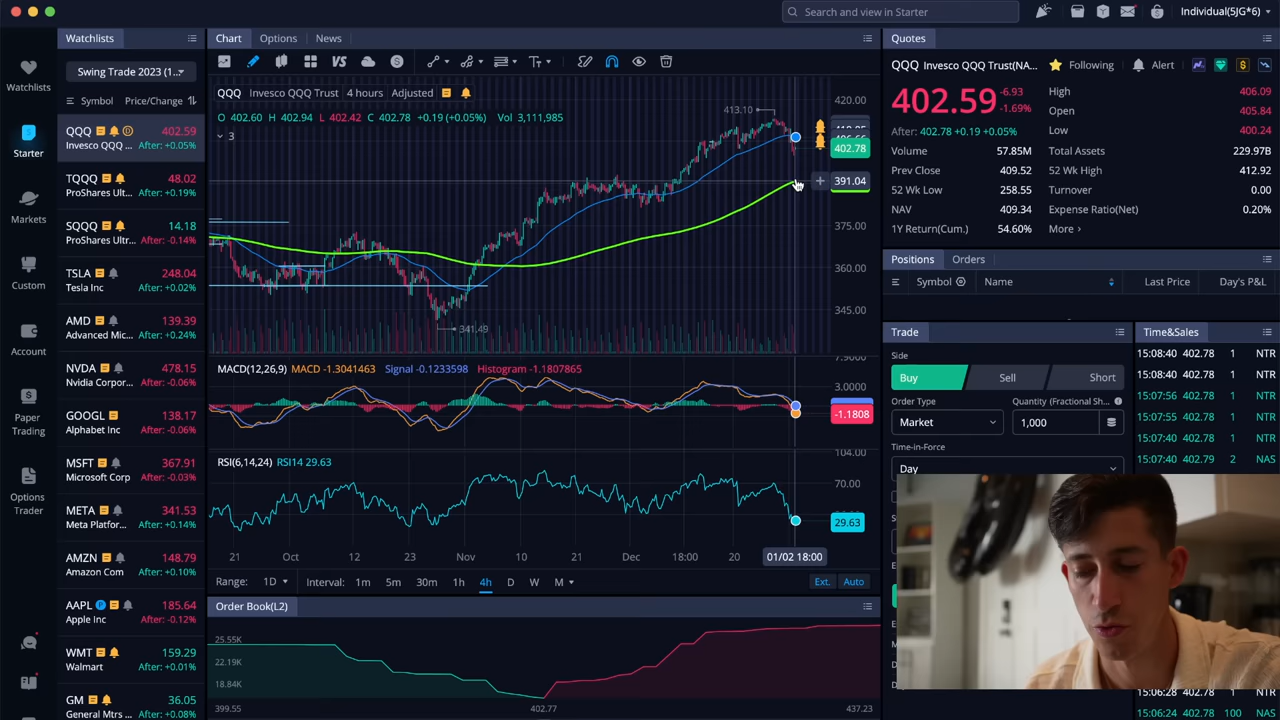 Search and view in Starter
Individual(5JG*6)
Watchlists
Chart
Options
News
Quotes
Watchlists
Starter
Markets
Custom
Account
Paper
Trading
Options
Trader
Swing Trade 2023 (1...
Symbol
Price/Change
QQQ
402.59
Invesco QQQ ...
After: +0.05%
TQQQ
48.02
ProShares Ultr...
After: +0.19%
SQQQ
14.18
ProShares Ultr...
After: -0.14%
TSLA
248.04
Tesla Inc
After: +0.02%
AMD
139.39
Advanced Mic...
After: +0.24%
NVDA
478.15
Nvidia Corpor...
After: -0.06%
GOOGL
138.17
Alphabet Inc
After: -0.06%
MSFT
367.91
Microsoft Corp
After: -0.03%
META
341.53
Meta Platfor...
After: +0.14%
AMZN
148.79
Amazon Com
After: +0.10%
AAPL
185.64
Apple Inc
After: -0.12%
WMT
159.29
Walmart
After: +0.01%
GM
36.05
General Mtrs ...
After: +0.08%
VS
QQQ Invesco QQQ Trust 4 hours Adjusted
O 402.60 H 402.94 L 402.42 C 402.78 +0.19 (+0.05%) Vol 3,111,985
3
413.10
341.49
420.00
402.78
391.04
375.00
360.00
345.00
MACD(12,26,9) MACD -1.3041463 Signal -0.1233598 Histogram -1.1807865
3.0000
-1.1808
RSI(6,14,24) RSI14 29.63
104.00
70.00
29.63
21 Oct 12 23 Nov 10 21 Dec 18:00 20 01/02 18:00
Range: 1D Interval: 1m 5m 30m 1h 4h D W M
Ext. Auto
Order Book(L2)
25.55K
22.19K
18.84K
399.55 402.77 437.23
QQQ Invesco QQQ Trust(NA...
Following
Alert
402.59
-6.93
-1.69%
After: 402.78 +0.19 +0.05%
High 406.09
Open 405.84
Low 400.24
Volume 57.85M
Total Assets 229.97B
Prev Close 409.52
52 Wk High 412.92
52 Wk Low 258.55
Turnover 0.00
NAV 409.34
Expense Ratio(Net) 0.20%
1Y Return(Cum.) 54.60%
More ›
Positions
Orders
Symbol
Name
Last Price
Day's P&L
Trade
Side
Buy
Sell
Short
Order Type
Quantity (Fractional Sh...
Market
1,000
Time-in-Force
Day
Time&Sales
15:08:40 402.78 1 NTR
15:08:40 402.78 1 NTR
15:07:56 402.78 1 NTR
15:07:55 402.78 1 NTR
15:07:40 402.78 1 NTR
15:07:40 402.79 2 NAS
15:06:28 402.78 1 NTR
15:06:24 402.78 100 NAS